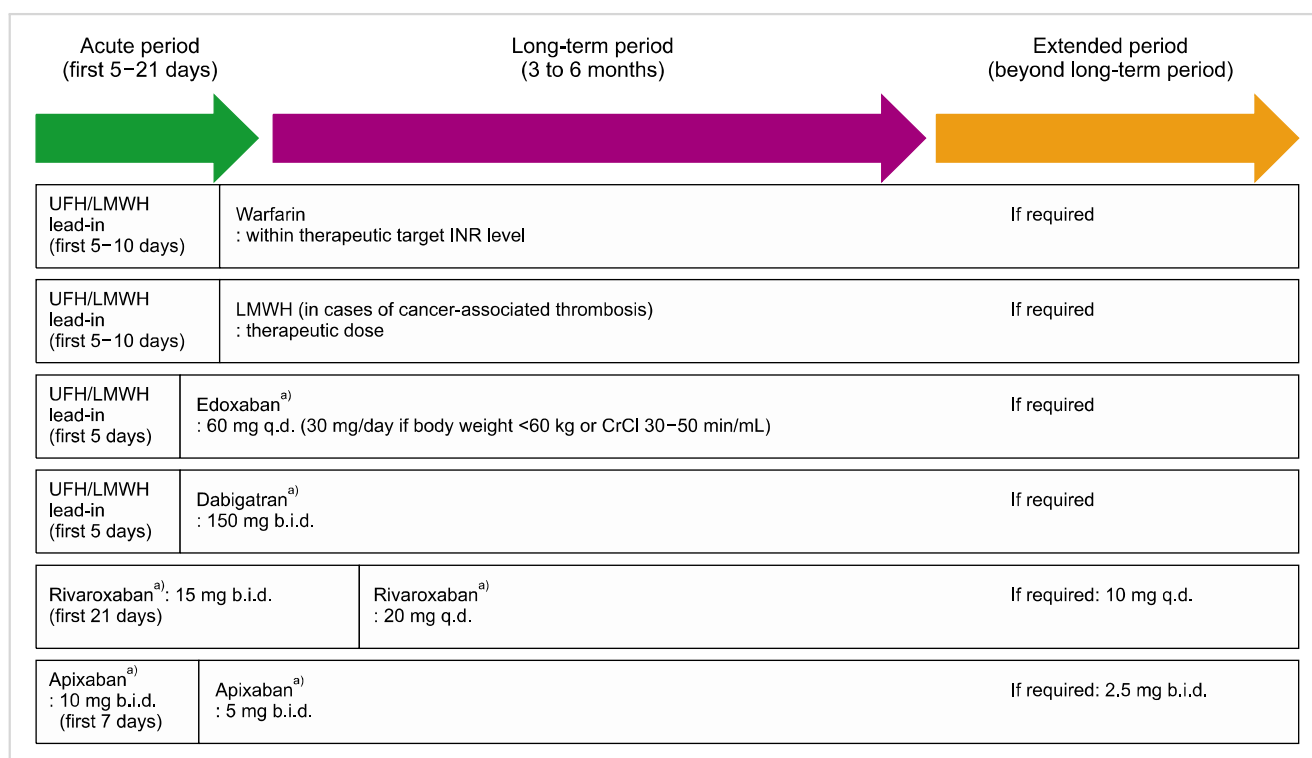 Acute period
(first 5−21 days)
Long-term period
(3 to 6 months)
Extended period
(beyond long-term period)
UFH/LMWH
lead-in
(first 5−10 days)
Warfarin
: within therapeutic target INR level
If required
UFH/LMWH
lead-in
(first 5−10 days)
LMWH (in cases of cancer-associated thrombosis)
: therapeutic dose
If required
UFH/LMWH
lead-in
(first 5 days)
Edoxaban a)
: 60 mg q.d. (30 mg/day if body weight <60 kg or CrCl 30−50 min/mL)
If required
UFH/LMWH
lead-in
(first 5 days)
Dabigatran a)
: 150 mg b.i.d.
If required
Rivaroxaban a): 15 mg b.i.d.
(first 21 days)
Rivaroxaban a)
: 20 mg q.d.
If required: 10 mg q.d.
Apixaban a)
: 10 mg b.i.d.
(first 7 days)
Apixaban a)
: 5 mg b.i.d.
If required: 2.5 mg b.i.d.